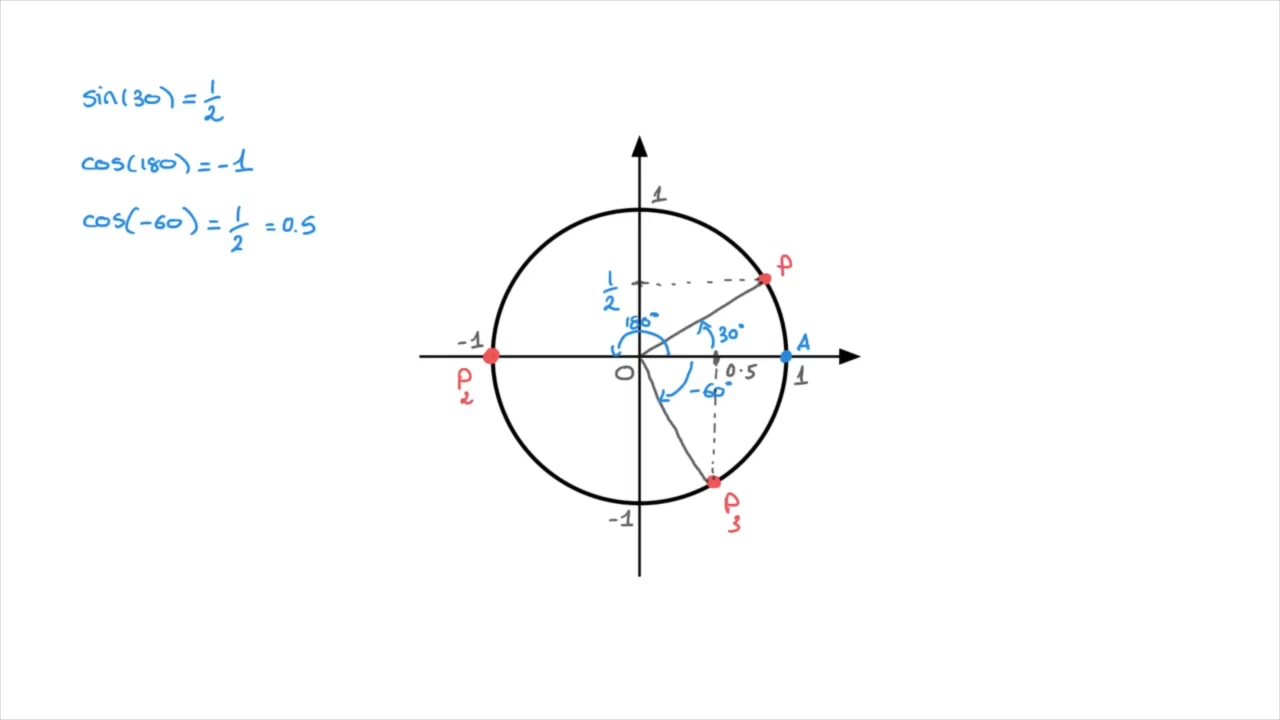 sin(30) = 1/2
cos(180) = -1
cos(-60) = 1/2 = 0.5
1
P
1/2
180°
30°
A
-1
O
0.5
1
-60°
P2
P3
-1